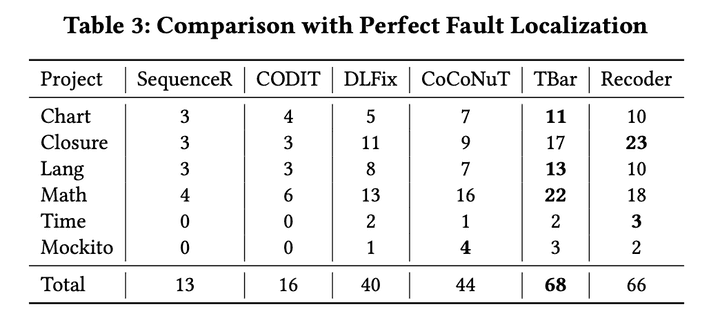 Table 3: Comparison with Perfect Fault Localization
Project SequenceR CODIT DLFix CoCoNuT TBar Recoder
Chart 3 4 5 7 11 10
Closure 3 3 11 9 17 23
Lang 3 3 8 7 13 10
Math 4 6 13 16 22 18
Time 0 0 2 1 2 3
Mockito 0 0 1 4 3 2
Total 13 16 40 44 68 66